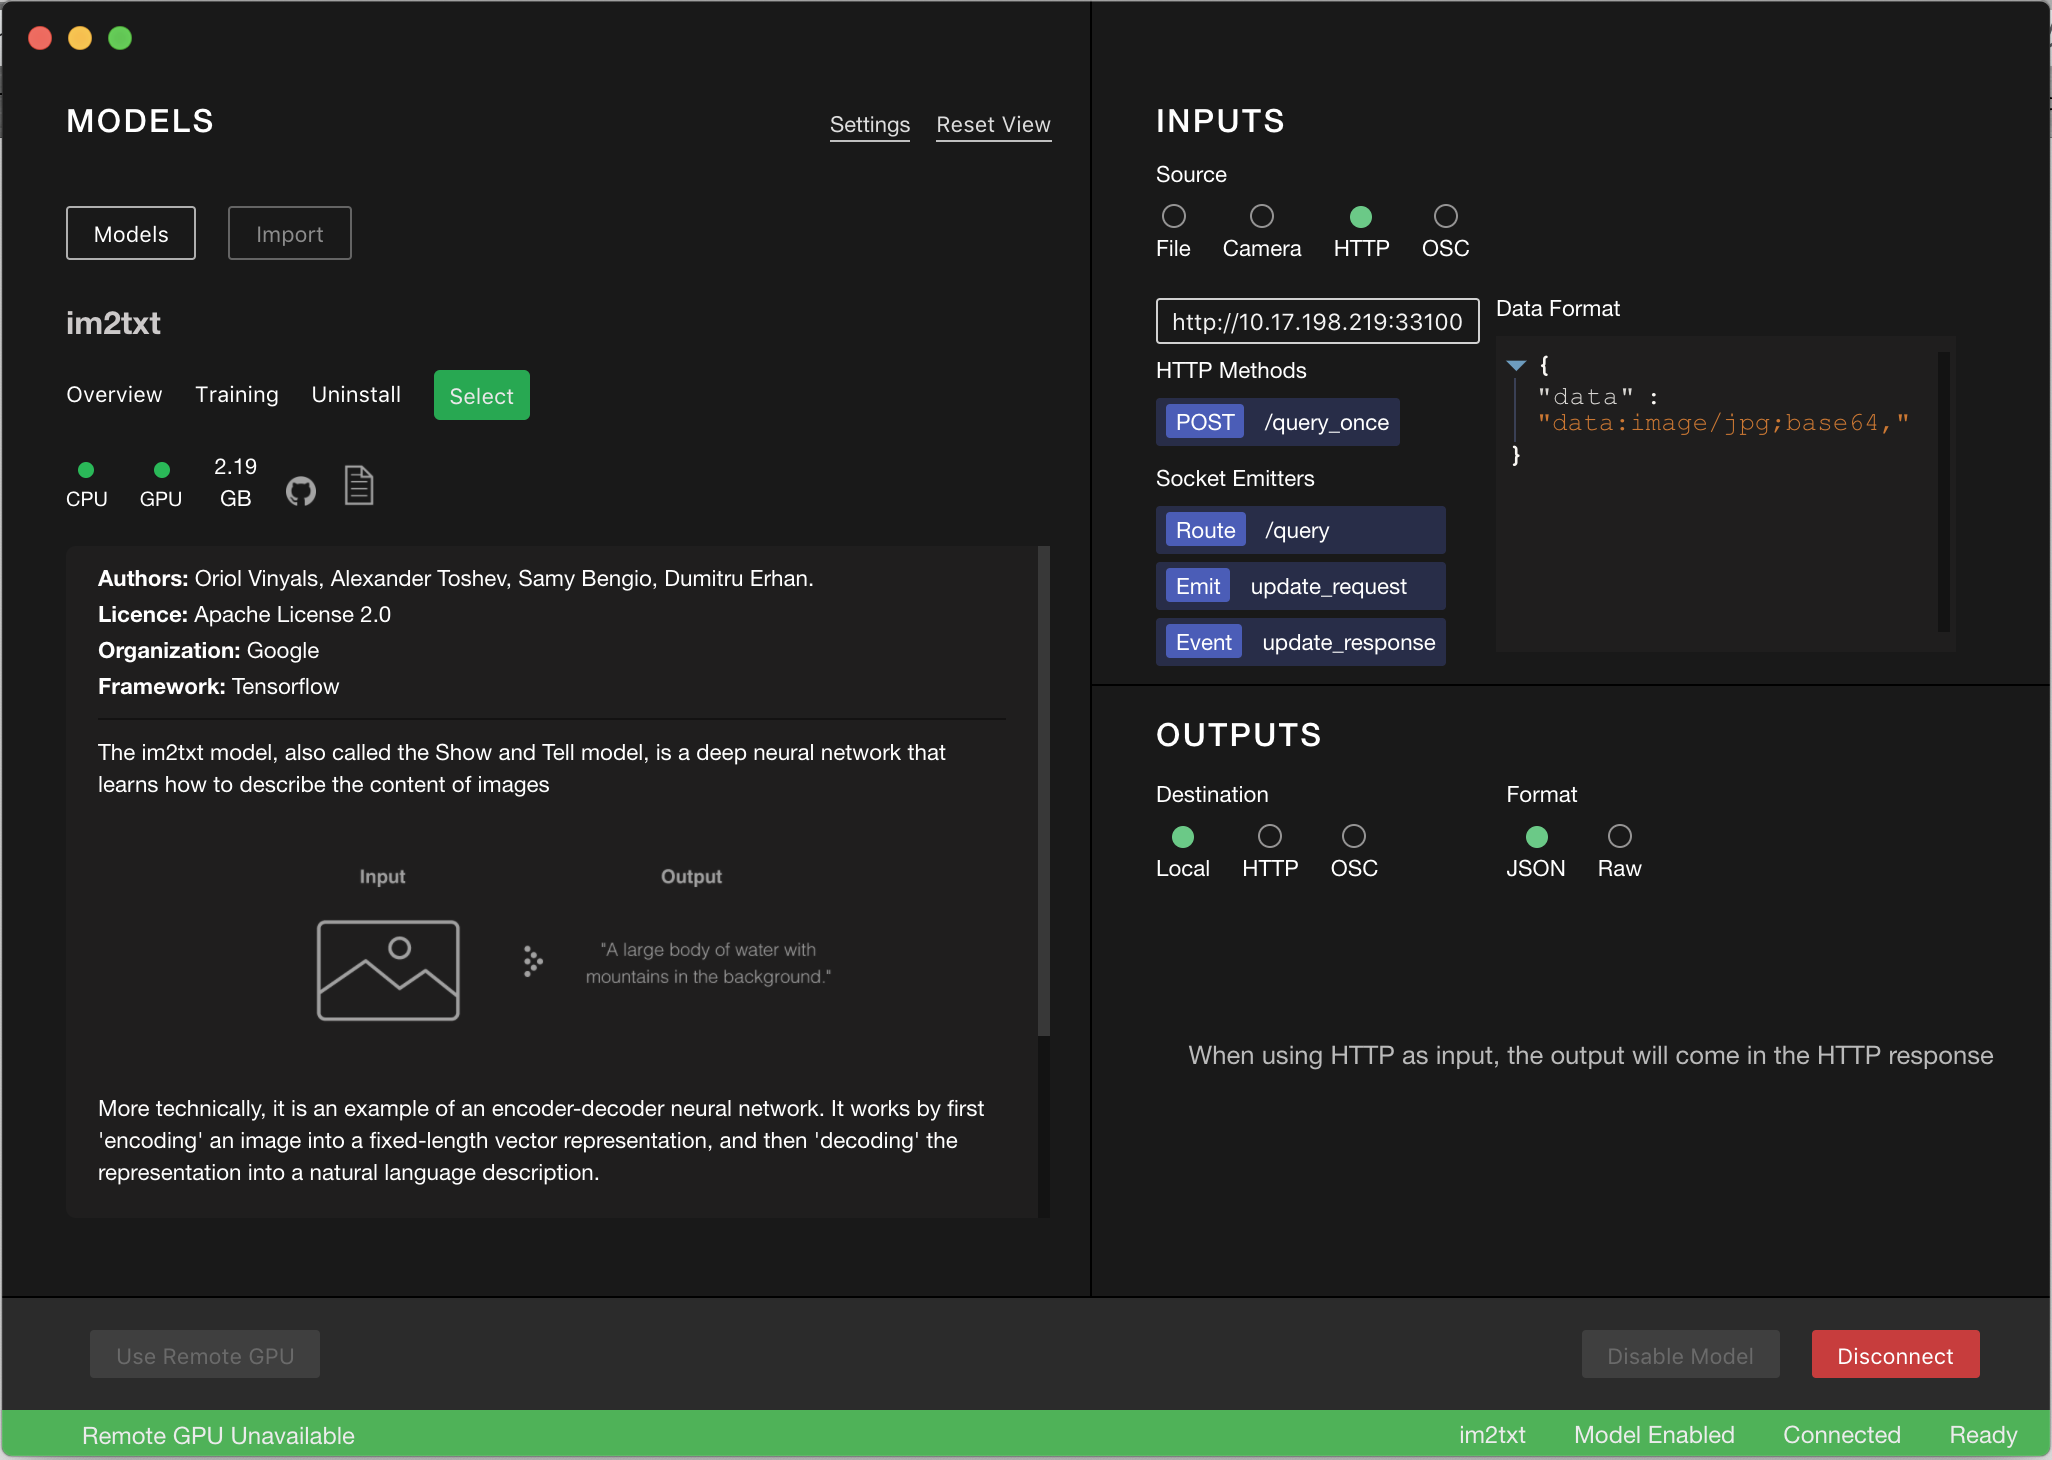 MODELS
Settings Reset View
Models Import
im2txt
Overview Training Uninstall Select
CPU GPU 2.19 GB
Authors: Oriol Vinyals, Alexander Toshev, Samy Bengio, Dumitru Erhan.
Licence: Apache License 2.0
Organization: Google
Framework: Tensorflow
The im2txt model, also called the Show and Tell model, is a deep neural network that
learns how to describe the content of images
Input Output
"A large body of water with
mountains in the background."
More technically, it is an example of an encoder-decoder neural network. It works by first
'encoding' an image into a fixed-length vector representation, and then 'decoding' the
representation into a natural language description.
INPUTS
Source
File Camera HTTP OSC
http://10.17.198.219:33100
HTTP Methods
POST /query_once
Socket Emitters
Route /query
Emit update_request
Event update_response
Data Format
{
"data" :
"data:image/jpg;base64,"
}
OUTPUTS
Destination
Local HTTP OSC
Format
JSON Raw
When using HTTP as input, the output will come in the HTTP response
Use Remote GPU Disable Model Disconnect
Remote GPU Unavailable im2txt Model Enabled Connected Ready